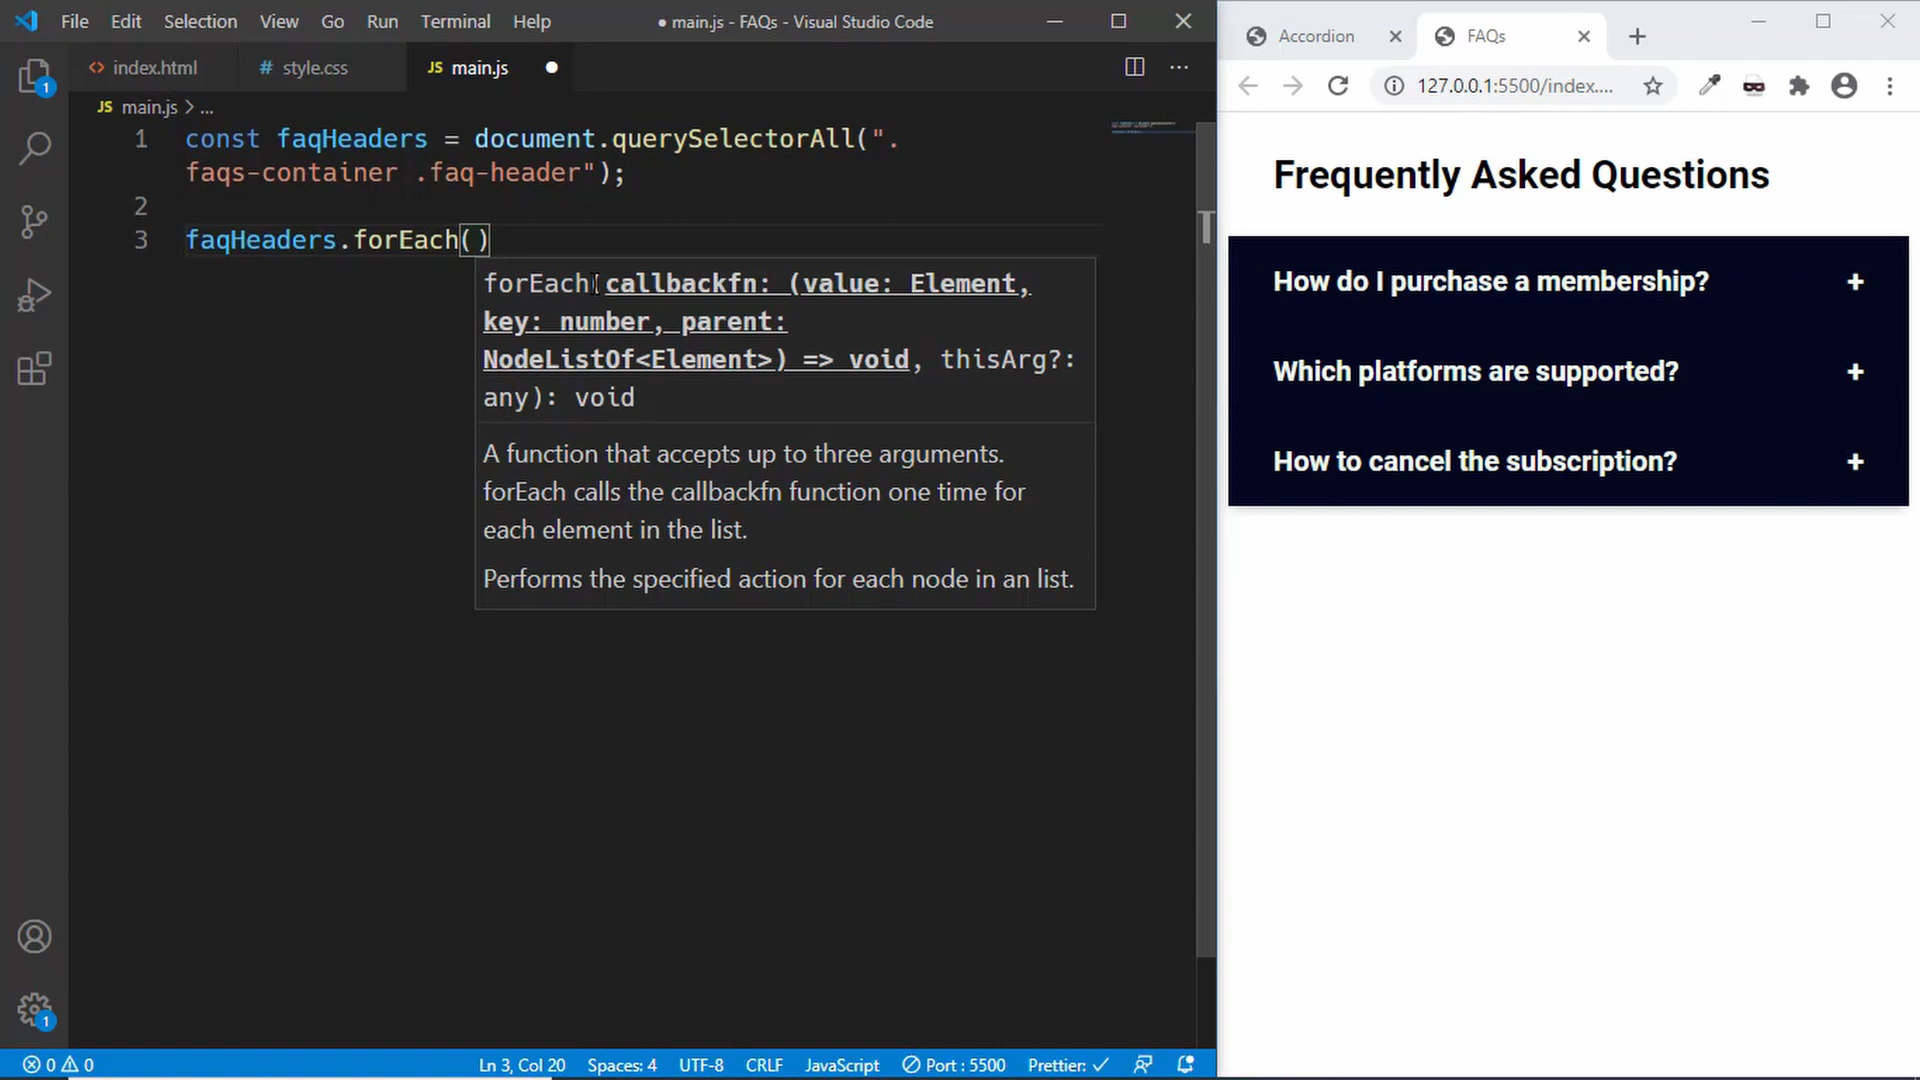 File Edit Selection View Go Run Terminal Help
● main.js - FAQs - Visual Studio Code
<> index.html
# style.css
JS main.js ●
JS main.js > ...
1 const faqHeaders = document.querySelectorAll(".
faqs-container .faq-header");
2
3 faqHeaders.forEach()
forEach(callbackfn: (value: Element,
key: number, parent:
NodeListOf<Element>) => void, thisArg?:
any): void
A function that accepts up to three arguments.
forEach calls the callbackfn function one time for
each element in the list.
Performs the specified action for each node in an list.
1
1
0 0
Ln 3, Col 20 Spaces: 4 UTF-8 CRLF JavaScript Port : 5500 Prettier: ✓
Accordion
FAQs
127.0.0.1:5500/index....
Frequently Asked Questions
How do I purchase a membership? +
Which platforms are supported? +
How to cancel the subscription? +